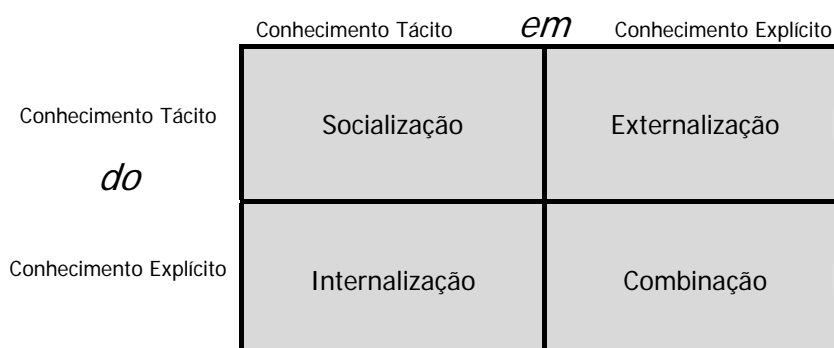 Conhecimento Tácito em Conhecimento Explícito
Conhecimento Tácito Socialização Externalização
do
Conhecimento Explícito Internalização Combinação